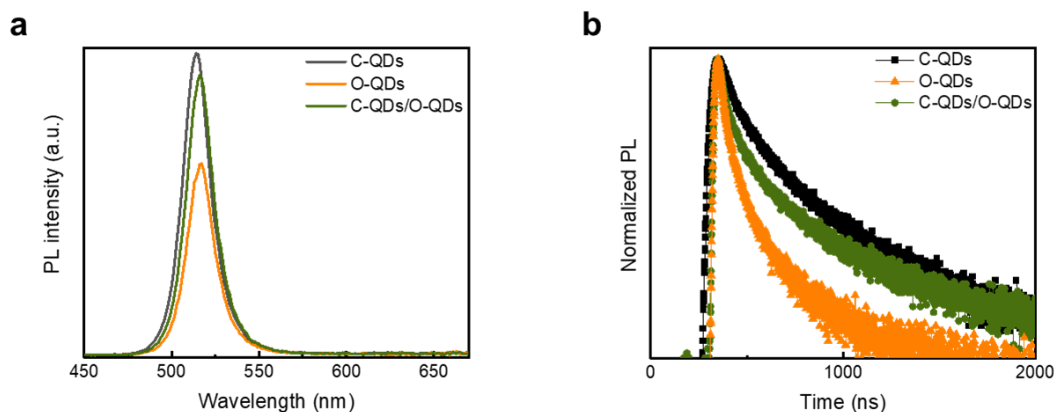 a
PL intensity (a.u.)
C-QDs
O-QDs
C-QDs/O-QDs
450
500
550
600
650
Wavelength (nm)
b
Normalized PL
C-QDs
O-QDs
C-QDs/O-QDs
0
1000
2000
Time (ns)